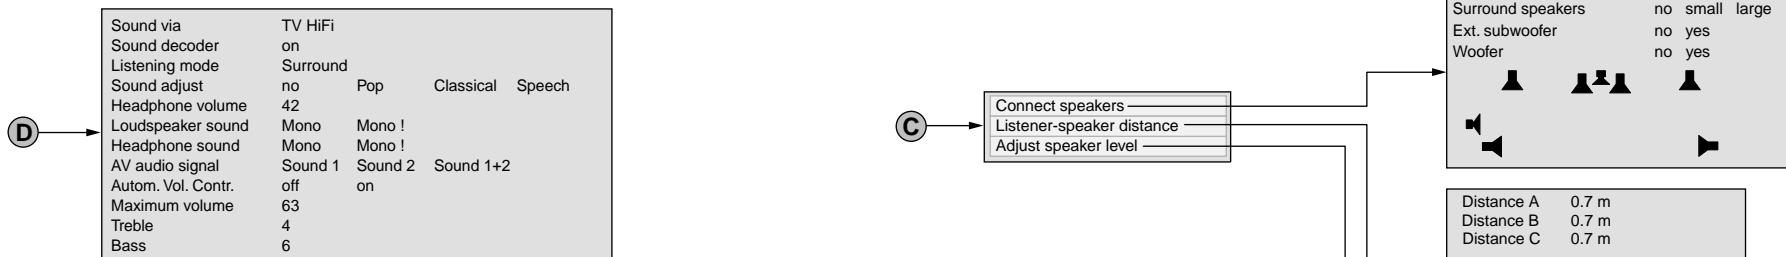 D
Sound via TV HiFi
Sound decoder on
Listening mode Surround
Sound adjust no Pop Classical Speech
Headphone volume 42
Loudspeaker sound Mono Mono !
Headphone sound Mono Mono !
AV audio signal Sound 1 Sound 2 Sound 1+2
Autom. Vol. Contr. off on
Maximum volume 63
Treble 4
Bass 6
C
Connect speakers
Listener-speaker distance
Adjust speaker level
Surround speakers no small large
Ext. subwoofer no yes
Woofer no yes
Distance A 0.7 m
Distance B 0.7 m
Distance C 0.7 m